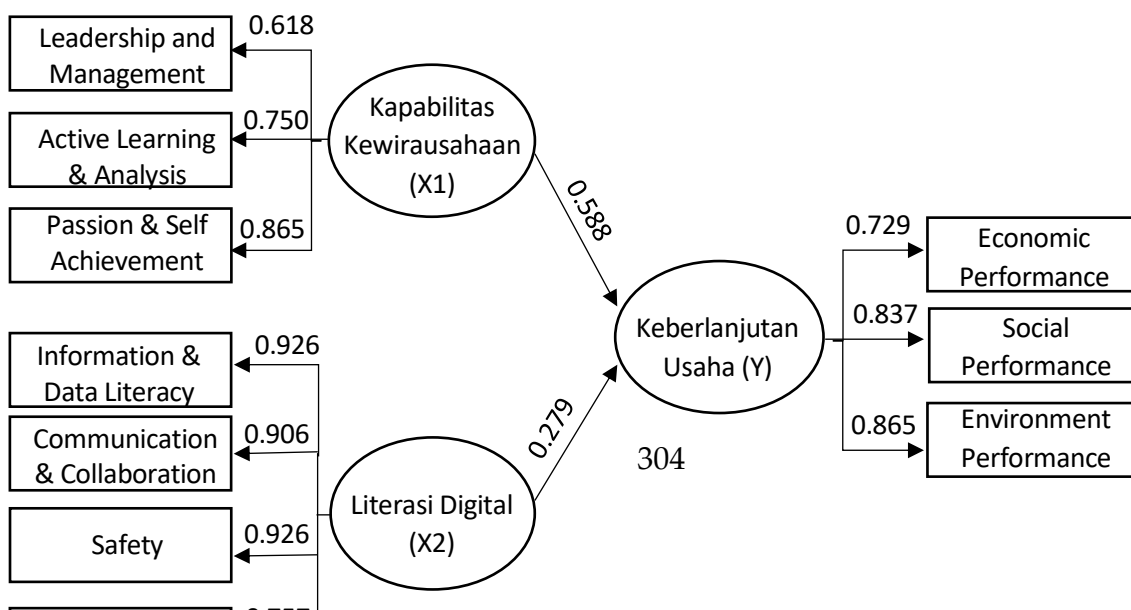 Leadership and
Management
0.618
Active Learning
& Analysis
0.750
Passion & Self
Achievement
0.865
Kapabilitas
Kewirausahaan
(X1)
0.588
Information &
Data Literacy
0.926
Communication
& Collaboration
0.906
Safety
0.926
Literasi Digital
(X2)
0.279
Keberlanjutan
Usaha (Y)
304
0.729
Economic
Performance
0.837
Social
Performance
0.865
Environment
Performance